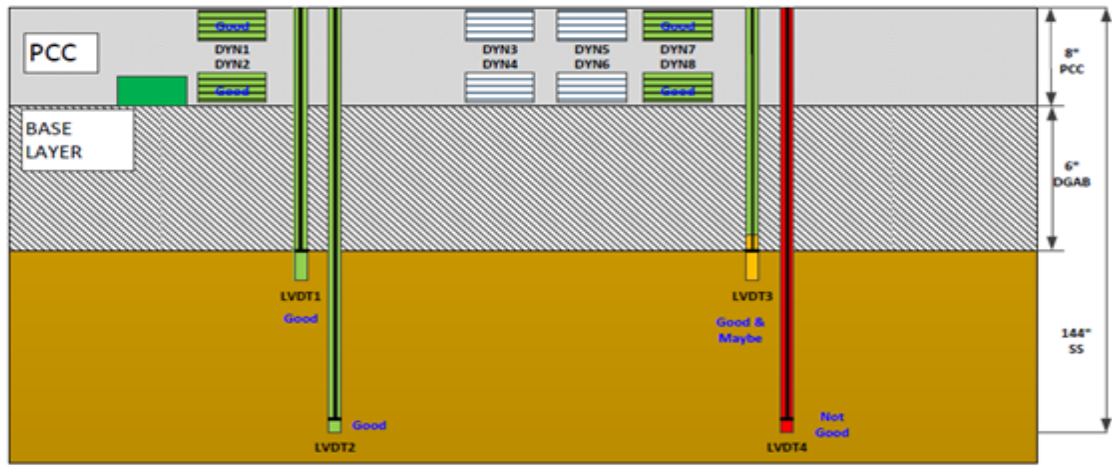 Good
Good
DYN1
DYN3
DYN5
DYN7
DYN2
DYN4
DYN6
DYN8
Good
Good
PCC
8"
PCC
BASE
LAYER
6"
DGAB
LVDT1
Good
LVDT3
Good &
Maybe
144"
SS
Good
Not
Good
LVDT2
LVDT4